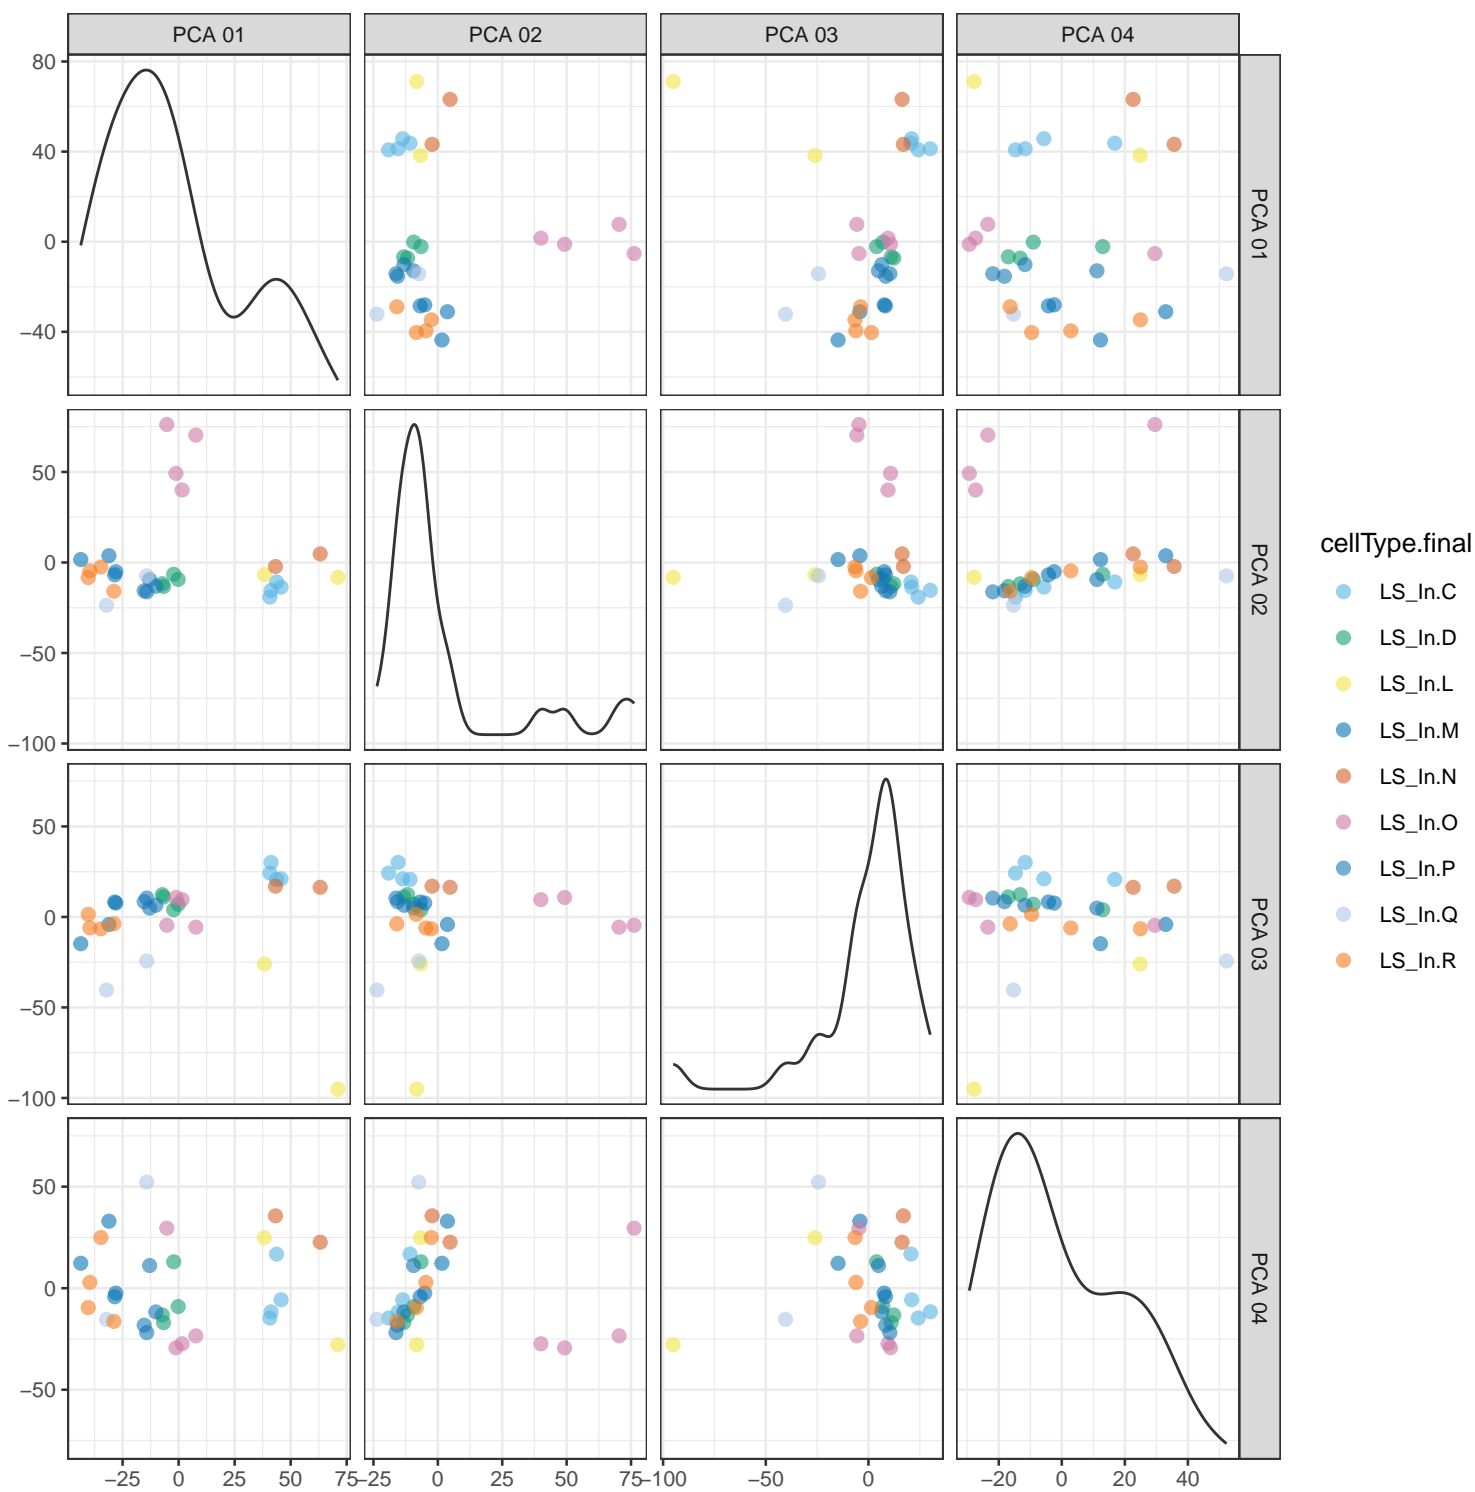 PCA 01 PCA 02 PCA 03 PCA 04
80
40
0
−40
PCA 01
50
0
−50
−100
PCA 02
50
0
−50
−100
PCA 03
50
0
−50
PCA 04
−25 0 25 50 75
−25 0 25 50 75
−100 −50 0
−20 0 20 40
cellType.final
LS_In.C
LS_In.D
LS_In.L
LS_In.M
LS_In.N
LS_In.O
LS_In.P
LS_In.Q
LS_In.R